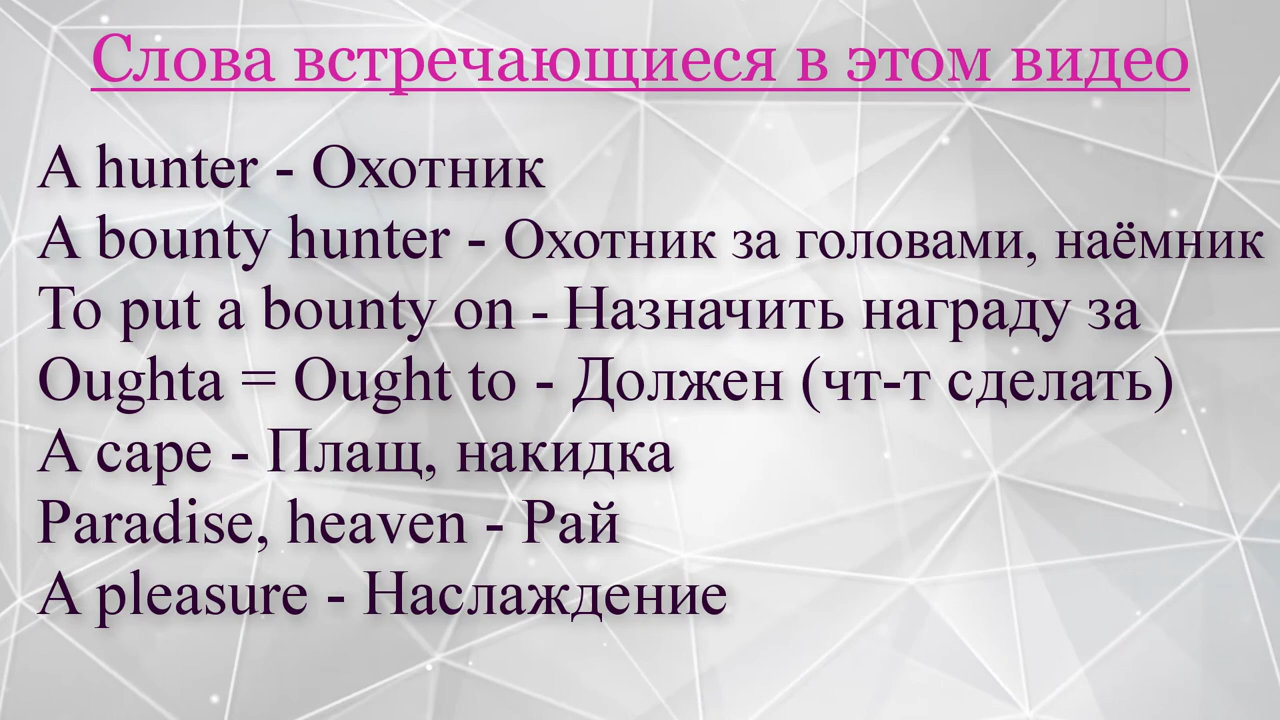 Слова встречающиеся в этом видео
A hunter - Охотник
A bounty hunter - Охотник за головами, наёмник
To put a bounty on - Назначить награду за
Oughta = Ought to - Должен (чт-т сделать)
A cape - Плащ, накидка
Paradise, heaven - Рай
A pleasure - Наслаждение